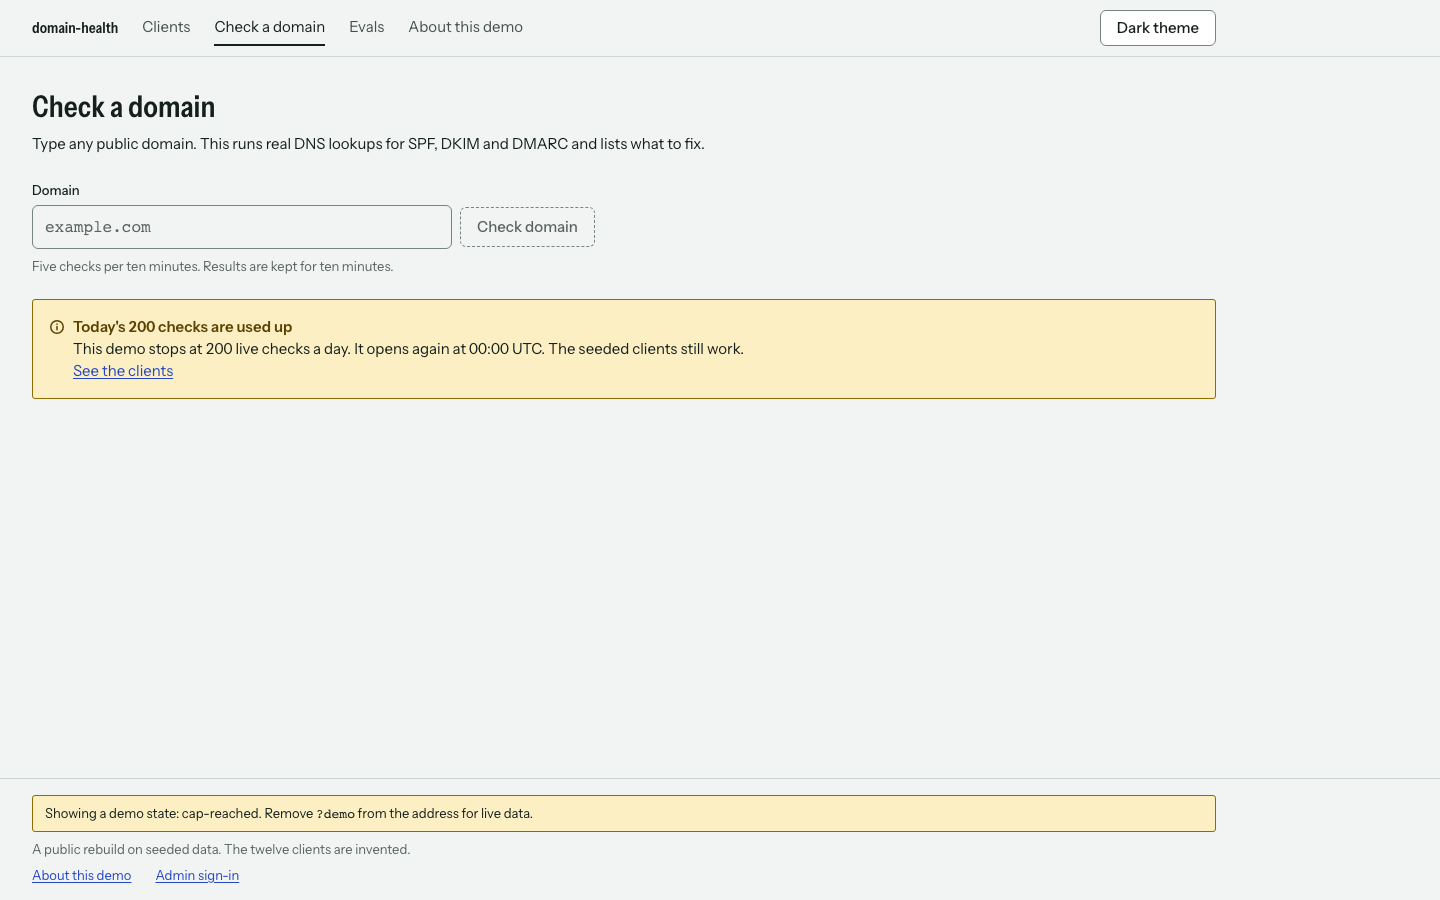 domain-health Clients Check a domain Evals About this demo Dark theme
Check a domain
Type any public domain. This runs real DNS lookups for SPF, DKIM and DMARC and lists what to fix.
Domain
example.com Check domain
Five checks per ten minutes. Results are kept for ten minutes.
Today's 200 checks are used up
This demo stops at 200 live checks a day. It opens again at 00:00 UTC. The seeded clients still work.
See the clients
Showing a demo state: cap-reached. Remove ?demo from the address for live data.
A public rebuild on seeded data. The twelve clients are invented.
About this demo Admin sign-in